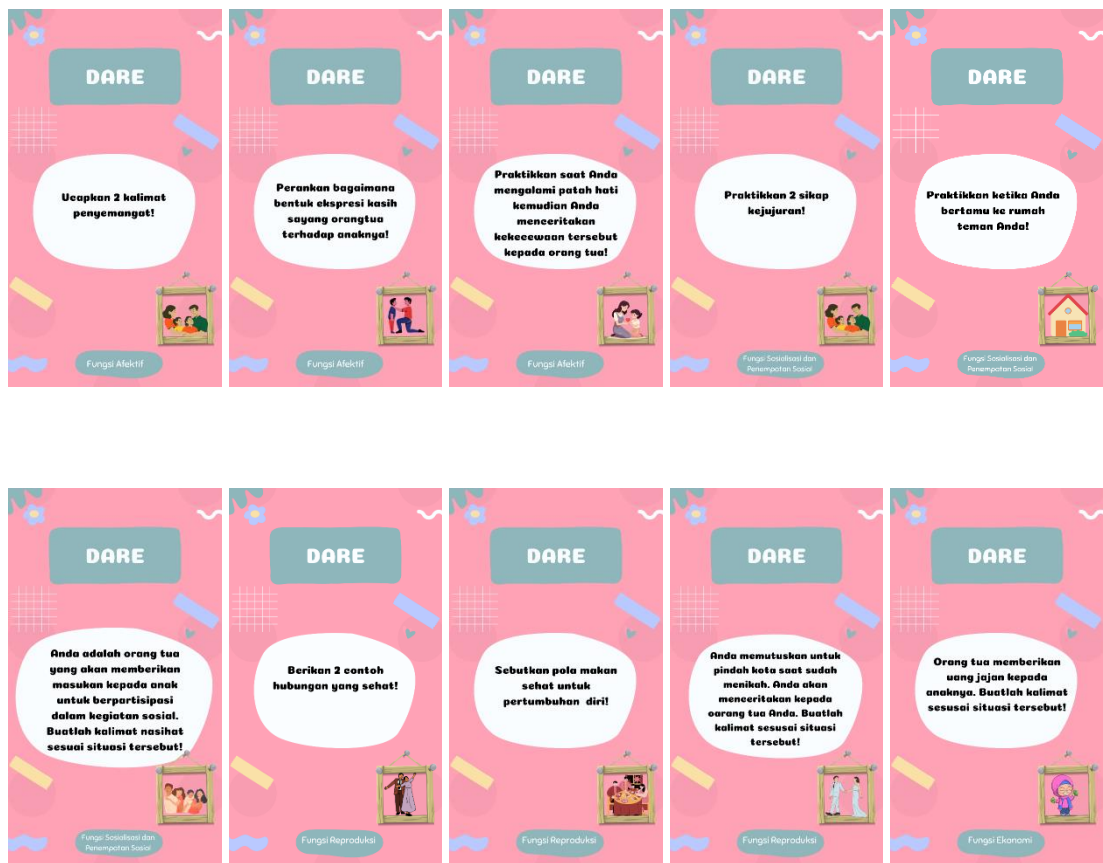 DARE
Ucapkan 2 kalimat
penyemangat!
Fungsi Afektif
DARE
Perankan bagaimana
bentuk ekspresi kasih
sayang orangtua
terhadap anaknya!
Fungsi Afektif
DARE
Praktikkan saat Anda
mengalami patah hati
kemudian Anda
menceritakan
kekecewaan tersebut
kepada orang tua!
Fungsi Afektif
DARE
Praktikkan 2 sikap
kejujuran!
Fungsi Sosialisasi dan
Penempatan Sosial
DARE
Praktikkan ketika Anda
bertamu ke rumah
teman Anda!
Fungsi Sosialisasi dan
Penempatan Sosial
DARE
Anda adalah orang tua
yang akan memberikan
masukan kepada anak
untuk berpartisipasi
dalam kegiatan sosial.
Buatlah kalimat nasihat
sesuai situasi tersebut!
Fungsi Sosialisasi dan
Penempatan Sosial
DARE
Berikan 2 contoh
hubungan yang sehat!
Fungsi Reproduksi
DARE
Sebutkan pola makan
sehat untuk
pertumbuhan diri!
Fungsi Reproduksi
DARE
Anda memutuskan untuk
pindah kota saat sudah
menikah. Anda akan
menceeritakan kepada
oarang tua Anda. Buatlah
kalimat sesusai situasi
tersebut!
Fungsi Reproduksi
DARE
Orang tua memberikan
uang jajan kepada
anaknya. Buatlah kalimat
sesusai situasi tersebut!
Fungsi Ekonomi